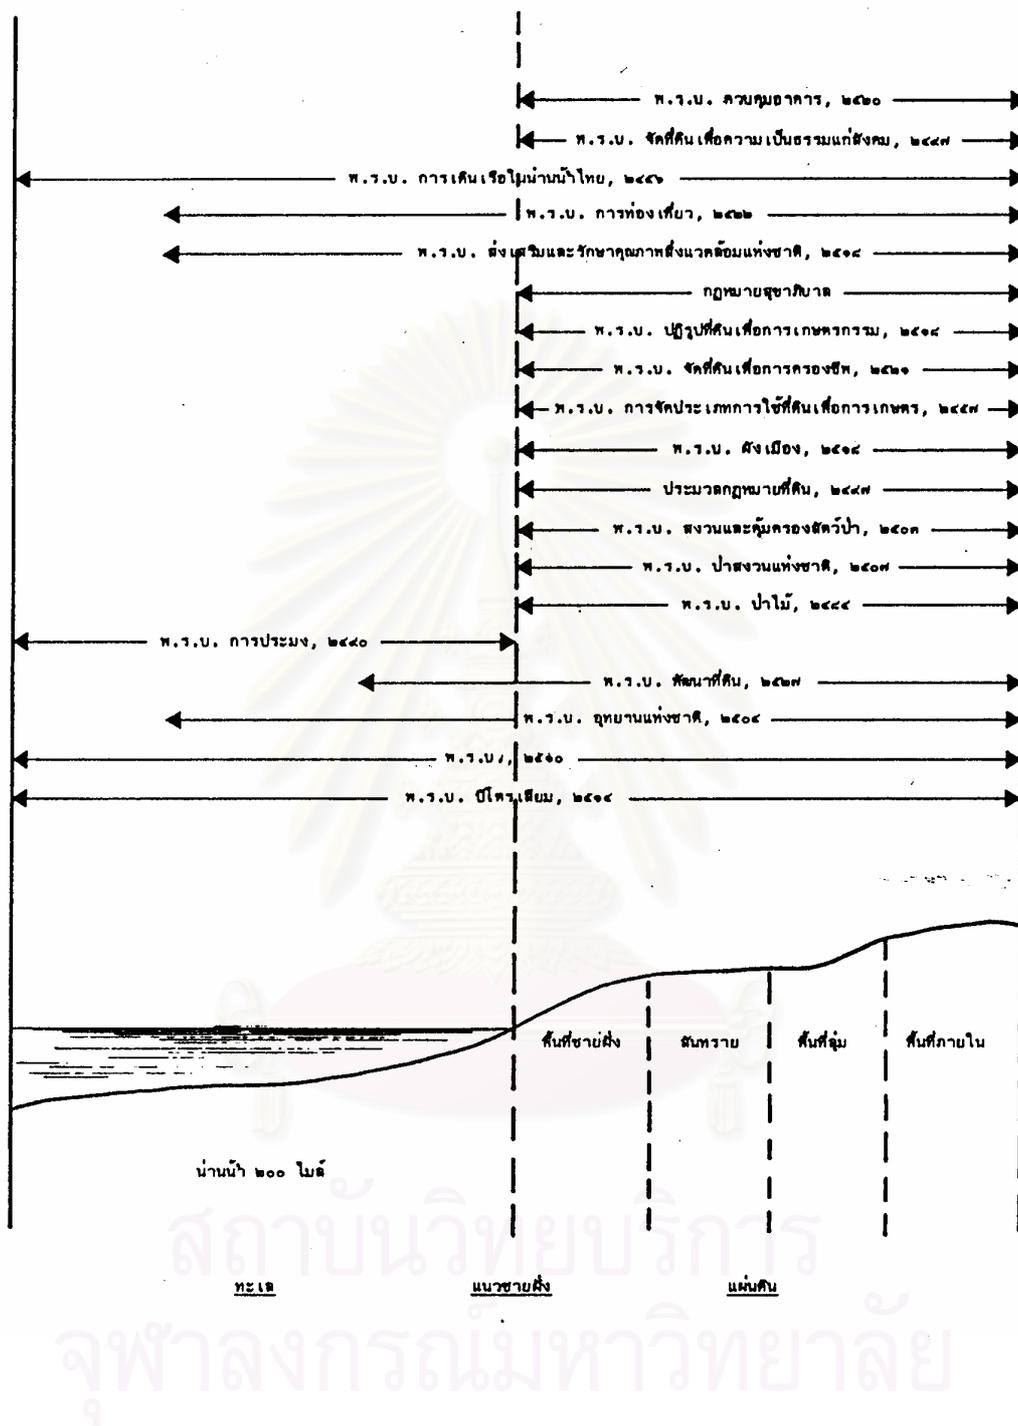 พ.ร.บ. ควบคุมอาคาร, ๒๕๒๐
พ.ร.บ. จัดที่ดินเพื่อความเป็นธรรมแก่สังคม, ๒๔๙๗
พ.ร.บ. การเดินเรือในน่านน้ำไทย, ๒๔๕๖
พ.ร.บ. การท่องเที่ยว, ๒๕๒๒
พ.ร.บ. ส่งเสริมและรักษาคุณภาพสิ่งแวดล้อมแห่งชาติ, ๒๕๑๘
กฎหมายสุขาภิบาล
พ.ร.บ. ปฏิรูปที่ดินเพื่อการเกษตรกรรม, ๒๕๑๘
พ.ร.บ. จัดที่ดินเพื่อการครองชีพ, ๒๕๒๑
พ.ร.บ. การจัดประเภทการใช้ที่ดินเพื่อการเกษตร, ๒๔๕๗
พ.ร.บ. ผังเมือง, ๒๕๑๘
ประมวลกฎหมายที่ดิน, ๒๔๙๗
พ.ร.บ. สงวนและคุ้มครองสัตว์ป่า, ๒๕๐๓
พ.ร.บ. ป่าสงวนแห่งชาติ, ๒๕๐๗
พ.ร.บ. ป่าไม้, ๒๔๘๔
พ.ร.บ. การประมง, ๒๔๙๐
พ.ร.บ. พัฒนาที่ดิน, ๒๕๒๗
พ.ร.บ. อุทยานแห่งชาติ, ๒๕๐๔
พ.ร.บ., ๒๕๑๐
พ.ร.บ. ปิโตรเลียม, ๒๕๑๔
พื้นที่ชายฝั่ง สันทราย พื้นที่ลุ่ม พื้นที่ภายใน
น่านน้ำ ๒๐๐ ไมล์
สถาบันวิทยบริการ
ทะเล แนวชายฝั่ง แผ่นดิน
จุฬาลงกรณ์มหาวิทยาลัย